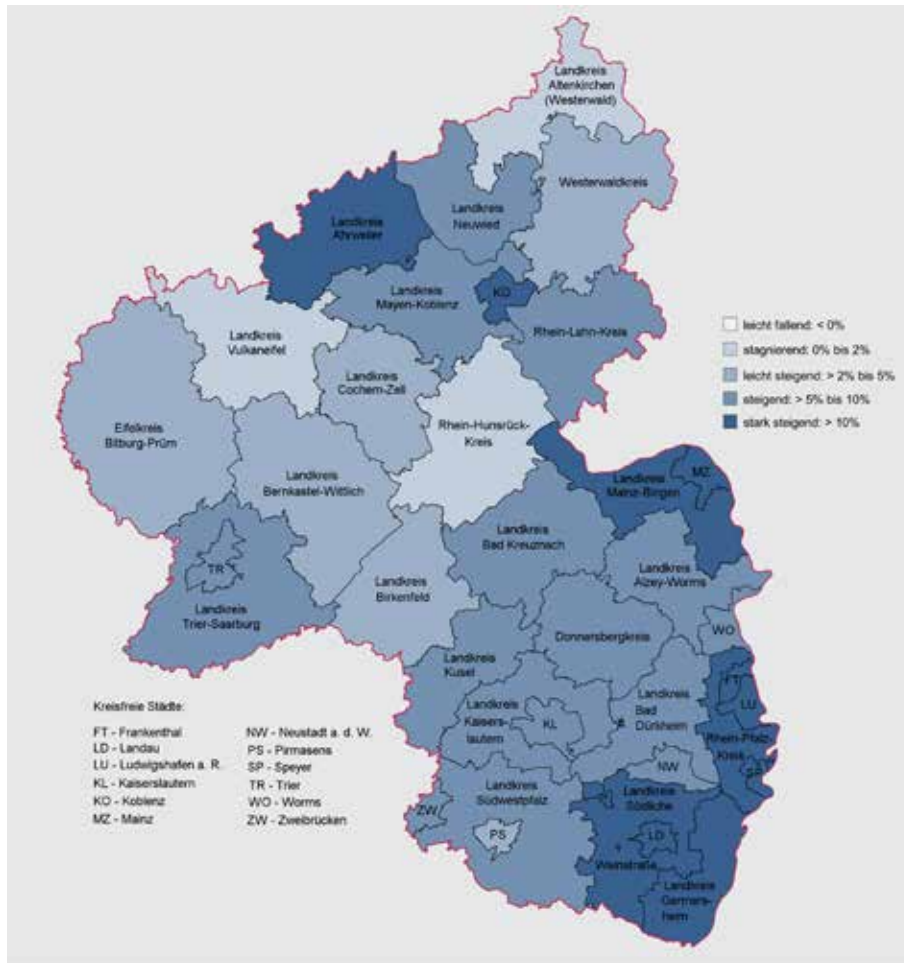 Landkreis
Altenkirchen
(Westerwald)
Westerwaldkreis
Landkreis
Neuwied
Landkreis
Ahrweiler
KO
Landkreis
Mayen-Koblenz
Rhein-Lahn-Kreis
leicht fallend: < 0%
stagnierend: 0% bis 2%
leicht steigend: > 2% bis 5%
steigend: > 5% bis 10%
stark steigend: > 10%
Landkreis
Vulkaneifel
Landkreis
Cochem-Zell
Eifelkreis
Bitburg-Prüm
Rhein-Hunsrück-
Kreis
Landkreis
Bernkastel-Wittlich
Landkreis
Mainz-Bingen
MZ
Landkreis
Bad Kreuznach
Landkreis
Alzey-Worms
TR
Landkreis
Trier-Saarburg
Landkreis
Birkenfeld
WO
Donnersbergkreis
Landkreis
Kusel
Landkreis
Kaisers-
lautern
KL
Landkreis
Bad
Dürkheim
FT
LU
Rhein-Pfalz-
Kreis
SP
NW
Landkreis
Südwestpfalz
ZW
PS
Landkreis
Südliche
Weinstraße
LD
Landkreis
Germers-
heim
Kreisfreie Städte:
FT - Frankenthal
LD - Landau
LU - Ludwigshafen a. R.
KL - Kaiserslautern
KO - Koblenz
MZ - Mainz
NW - Neustadt a. d. W.
PS - Pirmasens
SP - Speyer
TR - Trier
WO - Worms
ZW - Zweibrücken